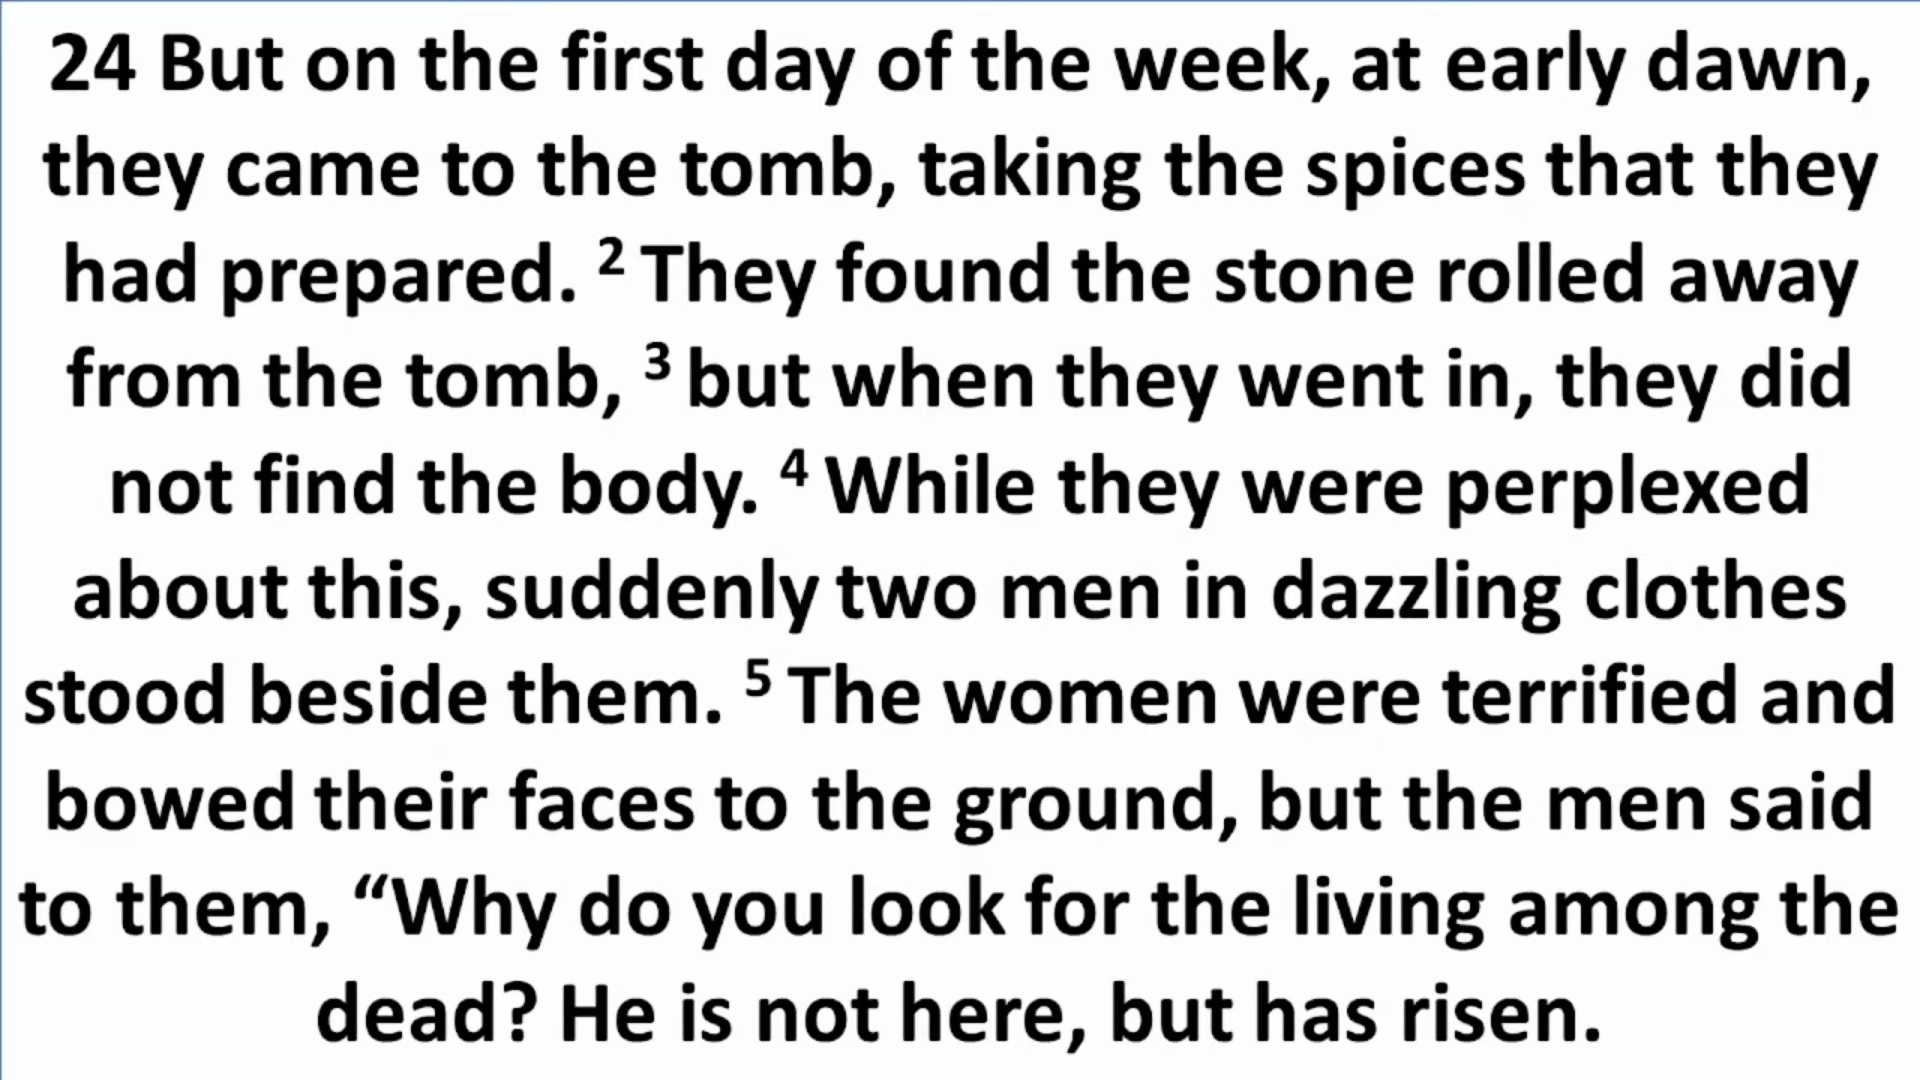 24 But on the first day of the week, at early dawn,
they came to the tomb, taking the spices that they
had prepared. ² They found the stone rolled away
from the tomb, ³ but when they went in, they did
not find the body. ⁴ While they were perplexed
about this, suddenly two men in dazzling clothes
stood beside them. ⁵ The women were terrified and
bowed their faces to the ground, but the men said
to them, “Why do you look for the living among the
dead? He is not here, but has risen.